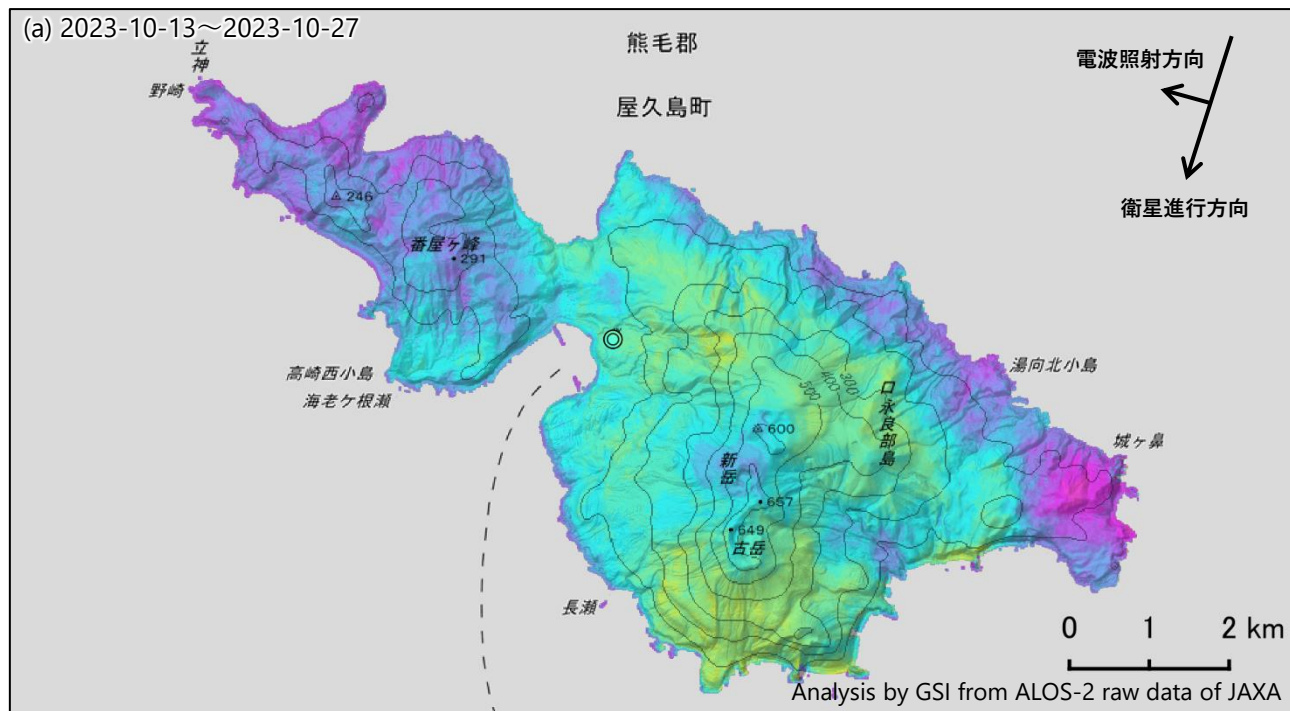 (a) 2023-10-13～2023-10-27
立神
野崎
熊毛郡
屋久島町
電波照射方向
衛星進行方向
246
番屋ヶ峰
291
高崎西小島
海老ケ根瀬
湯向北小島
城ヶ鼻
口永良部島
300
400
500
600
新岳
657
649
古岳
長瀬
0 1 2 km
Analysis by GSI from ALOS-2 raw data of JAXA